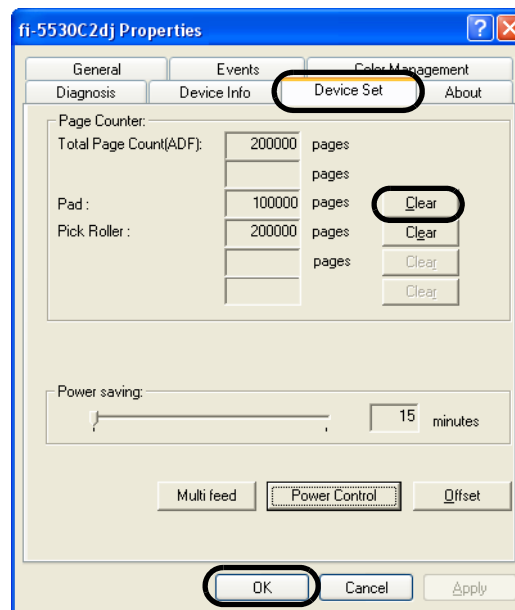 fi-5530C2dj Properties
General Events Color Management
Diagnosis Device Info Device Set About
Page Counter:
Total Page Count(ADF): 200000 pages
pages
Pad : 100000 pages Clear
Pick Roller : 200000 pages Clear
pages Clear
Clear
Power saving:
15 minutes
Multi feed Power Control Offset
OK Cancel Apply